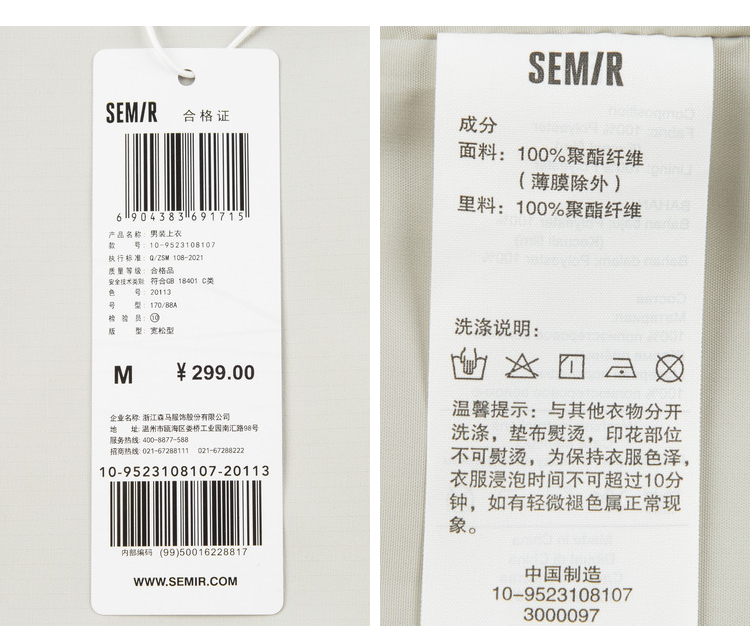 SEMIR 合格证
6 904383 691715
产品名称: 男装上衣
款 号: 10-9523108107
执行标准: Q/ZSM 108-2021
质量等级: 合格品
安全技术类别: 符合GB 18401 C类
色 号: 20113
号 型: 170/88A
检 验 员: ⑩
版 型: 宽松型
M ¥ 299.00
企业名称: 浙江森马服饰股份有限公司
地 址: 温州市瓯海区娄桥工业园南汇路98号
服务热线: 400-8877-588
招商热线: 021-67288111 021-67288222
10-9523108107-20113
内部编码 (99)50016228817
WWW.SEMIR.COM
SEMIR
成分
面料: 100%聚酯纤维
(薄膜除外)
里料: 100%聚酯纤维
洗涤说明:
温馨提示: 与其他衣物分开
洗涤, 垫布熨烫, 印花部位
不可熨烫, 为保持衣服色泽,
衣服浸泡时间不可超过10分
钟, 如有轻微褪色属正常现
象。
中国制造
10-9523108107
3000097